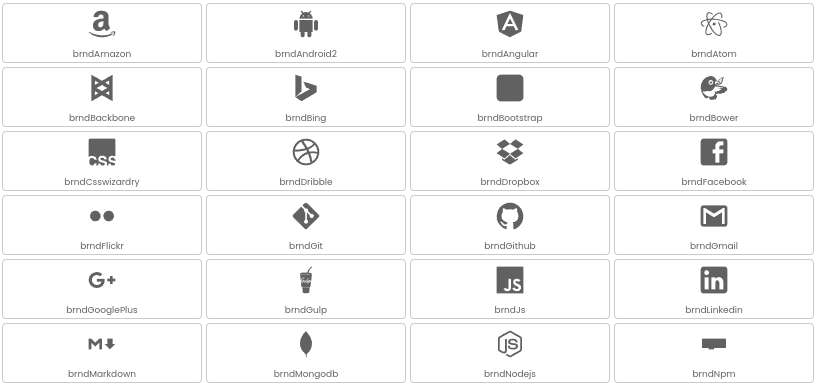 a
brndAmazon
brndAndroid2
A
brndAngular
brndAtom
brndBackbone
brndBing
brndBootstrap
brndBower
css
brndCsswizardry
brndDribble
brndDropbox
f
brndFacebook
brndFlickr
brndGit
brndGithub
M
brndGmail
G+
brndGooglePlus
brndGulp
JS
brndJs
in
brndLinkedin
M
brndMarkdown
brndMongodb
JS
brndNodejs
brndNpm